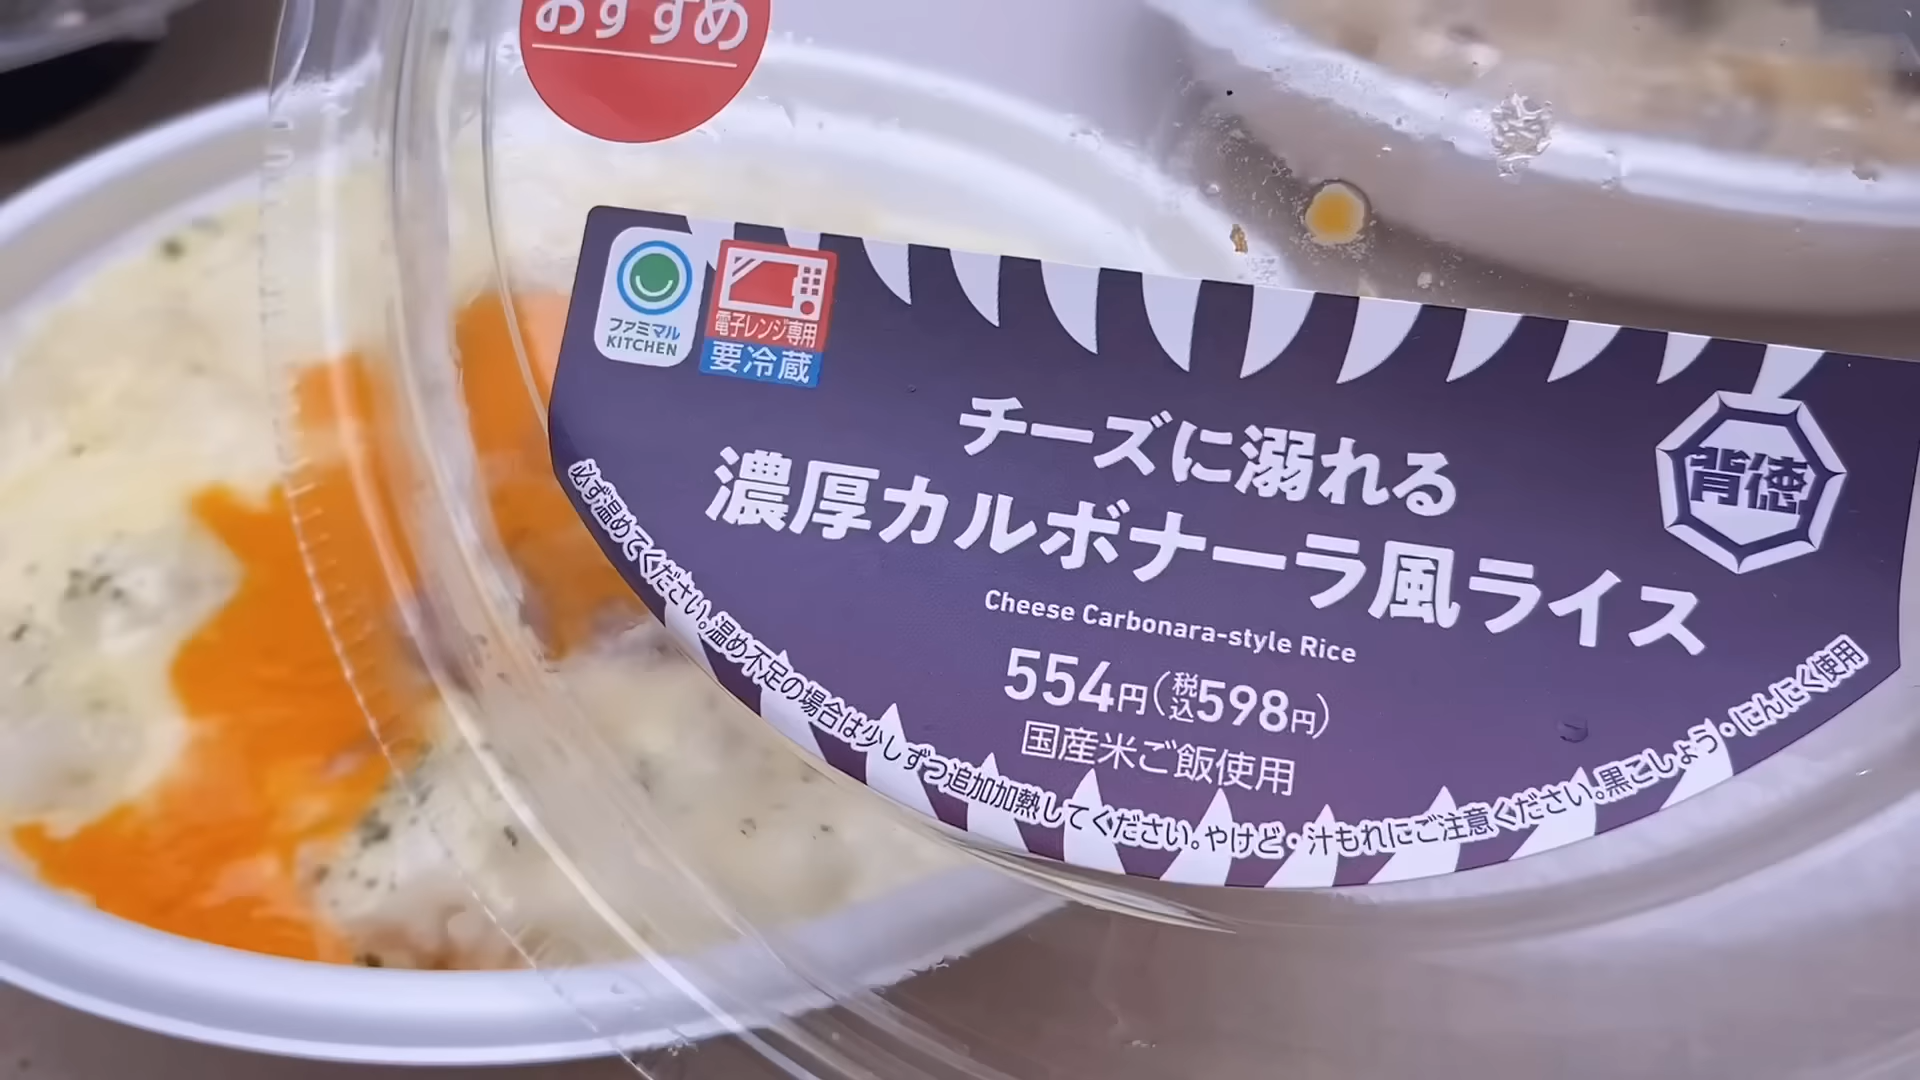 おすすめ
ファミマル
KITCHEN
電子レンジ専用
要冷蔵
チーズに溺れる
濃厚カルボナーラ風ライス
背徳
Cheese Carbonara-style Rice
554円(税込598円)
国産米ご飯使用
必ず温めてください。温め不足の場合は少しずつ追加加熱してください。やけど・汁もれにご注意ください。黒こしょう・にんにく使用